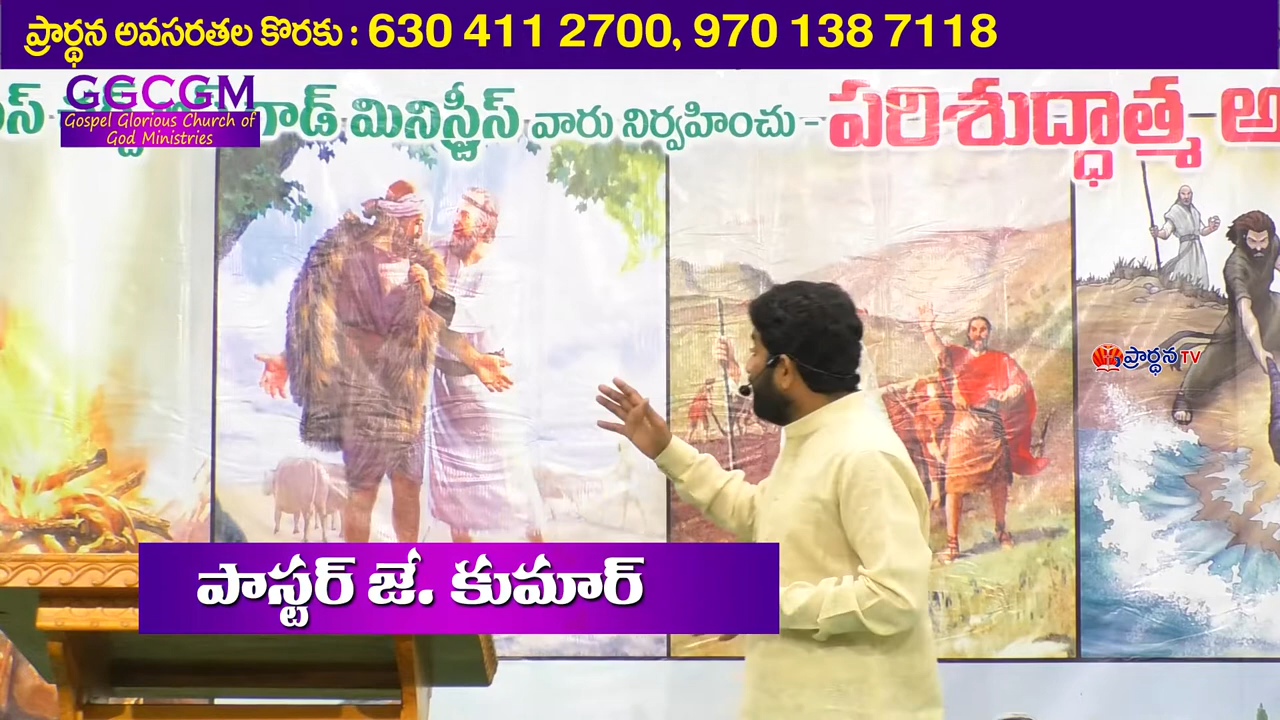 ప్రార్థన అవసరతల కొరకు : 630 411 2700, 970 138 7118
GGCGM
Gospel Glorious Church of
God Ministries
గాడ్ మినిస్ట్రీస్ వారు నిర్వహించు - పరిశుద్ధాత్మ
ప్రార్థన TV
పాస్టర్ జే. కుమార్